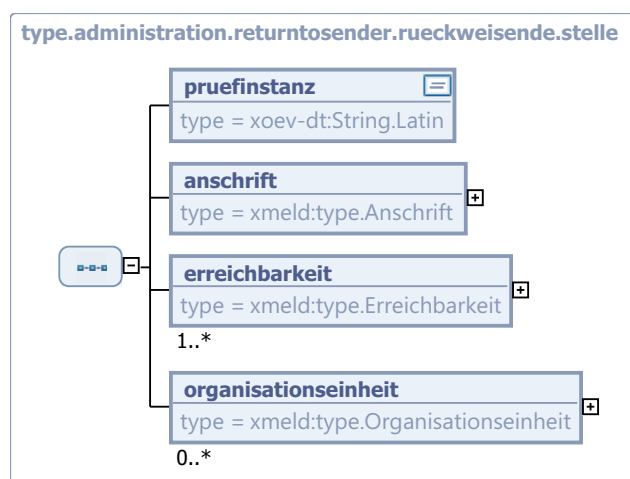 type.administration.returntosender.rueckweisende.stelle
pruefinstanz
type = xoev-dt:String.Latin
anschrift
type = xmeld:type.Anschrift
erreichbarkeit
type = xmeld:type.Erreichbarkeit
1..*
organisationseinheit
type = xmeld:type.Organisationseinheit
0..*